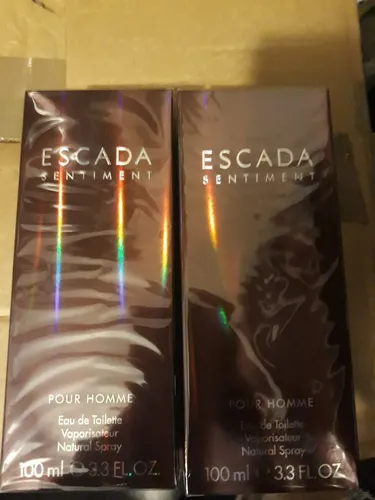 ESCADA
SENTIMENT
POUR HOMME
Eau de Toilette
Vaporisateur
Natural Spray
100 ml ℮ 3.3 FL.OZ.
ESCADA
SENTIMENT
POUR HOMME
Eau de Toilette
Vaporisateur
Natural Spray
100 ml ℮ 3.3 FL.OZ.